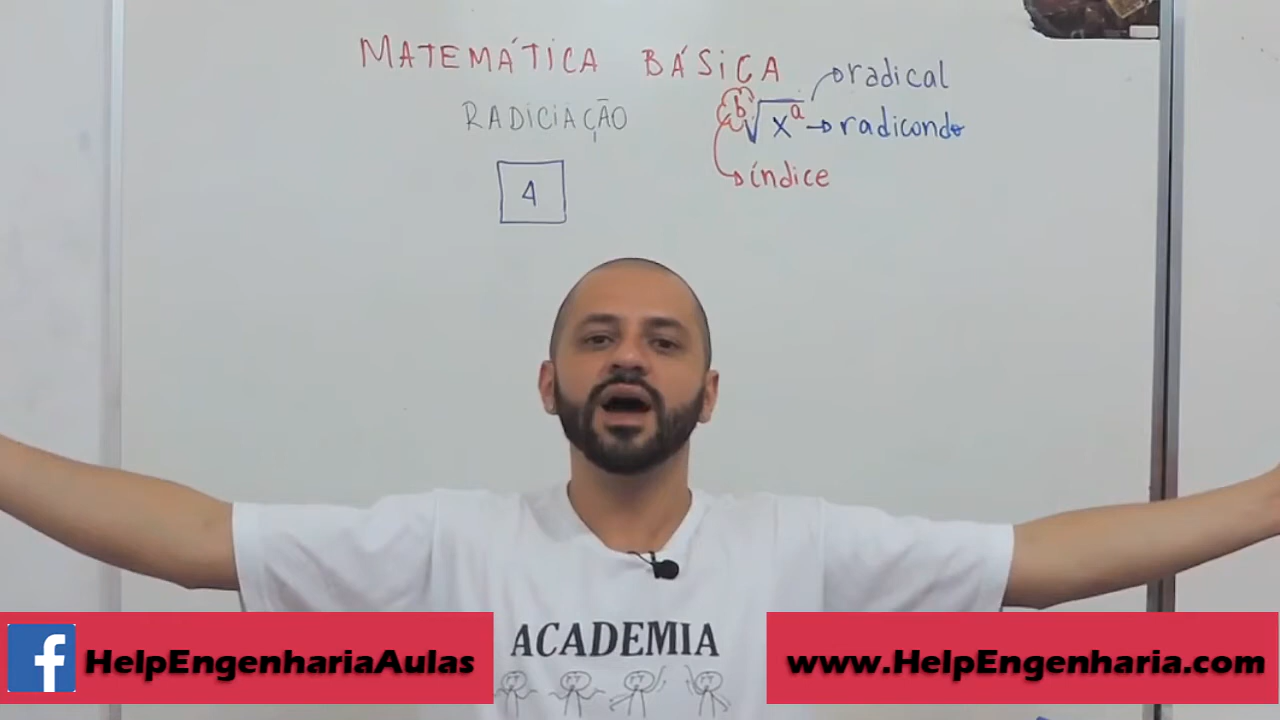 MATEMÁTICA BÁSICA
RADICIAÇÃO
4
b√xᵃ
radical
radicando
índice
ACADEMIA
HelpEngenhariaAulas
www.HelpEngenharia.com